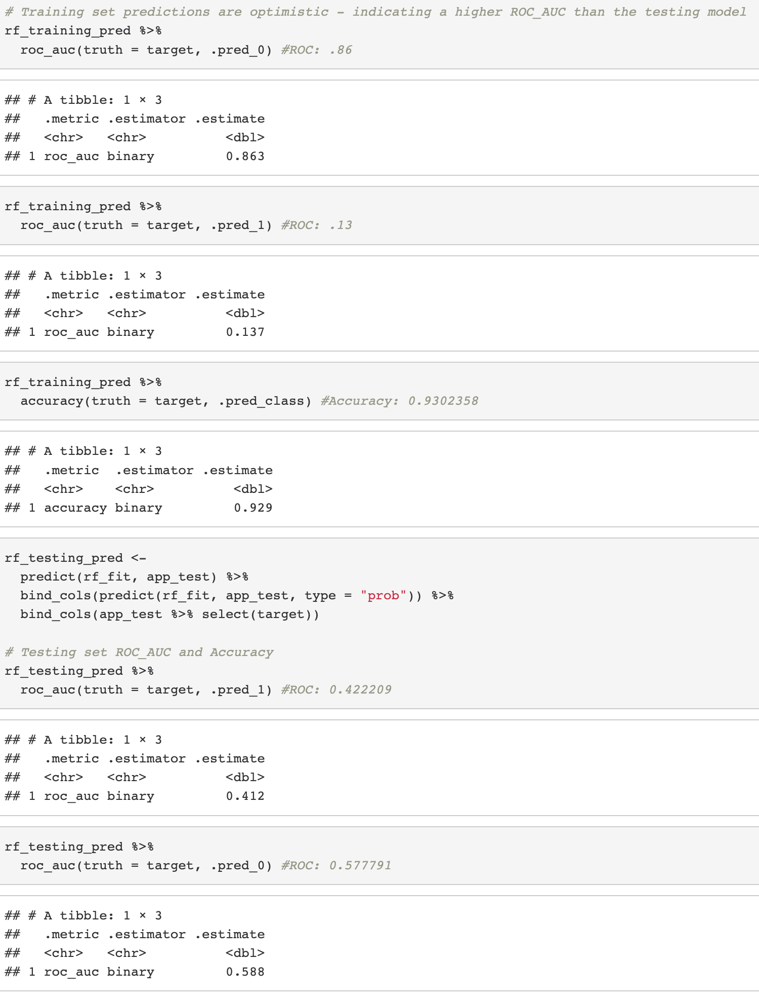 # Training set predictions are optimistic - indicating a higher ROC_AUC than the testing model
rf_training_pred %>%
  roc_auc(truth = target, .pred_0) #ROC: .86
## # A tibble: 1 × 3
##   .metric .estimator .estimate
##   <chr>   <chr>          <dbl>
## 1 roc_auc binary         0.863
rf_training_pred %>%
  roc_auc(truth = target, .pred_1) #ROC: .13
## # A tibble: 1 × 3
##   .metric .estimator .estimate
##   <chr>   <chr>          <dbl>
## 1 roc_auc binary         0.137
rf_training_pred %>%
  accuracy(truth = target, .pred_class) #Accuracy: 0.9302358
## # A tibble: 1 × 3
##   .metric  .estimator .estimate
##   <chr>    <chr>          <dbl>
## 1 accuracy binary         0.929
rf_testing_pred <-
  predict(rf_fit, app_test) %>%
  bind_cols(predict(rf_fit, app_test, type = "prob")) %>%
  bind_cols(app_test %>% select(target))
# Testing set ROC_AUC and Accuracy
rf_testing_pred %>%
  roc_auc(truth = target, .pred_1) #ROC: 0.422209
## # A tibble: 1 × 3
##   .metric .estimator .estimate
##   <chr>   <chr>          <dbl>
## 1 roc_auc binary         0.412
rf_testing_pred %>%
  roc_auc(truth = target, .pred_0) #ROC: 0.577791
## # A tibble: 1 × 3
##   .metric .estimator .estimate
##   <chr>   <chr>          <dbl>
## 1 roc_auc binary         0.588